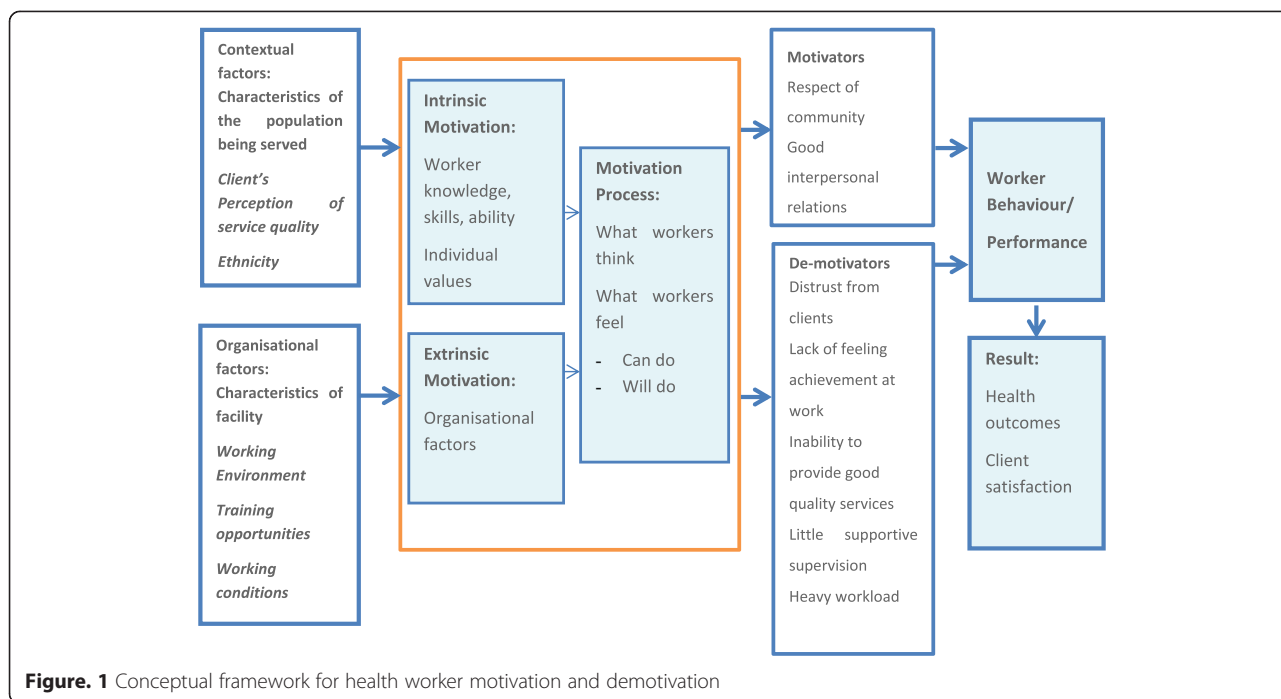 Contextual
factors:
Characteristics of
the population
being served
Client's
Perception of
service quality
Ethnicity
Organisational
factors:
Characteristics of
facility
Working
Environment
Training
opportunities
Working
conditions
Intrinsic
Motivation:
Worker
knowledge,
skills, ability
Individual
values
Extrinsic
Motivation:
Organisational
factors
Motivation
Process:
What workers
think
What workers
feel
- Can do
- Will do
Motivators
Respect of
community
Good
interpersonal
relations
De-motivators
Distrust from
clients
Lack of feeling
achievement at
work
Inability to
provide good
quality services
Little supportive
supervision
Heavy workload
Worker
Behaviour/
Performance
Result:
Health
outcomes
Client
satisfaction
Figure. 1 Conceptual framework for health worker motivation and demotivation